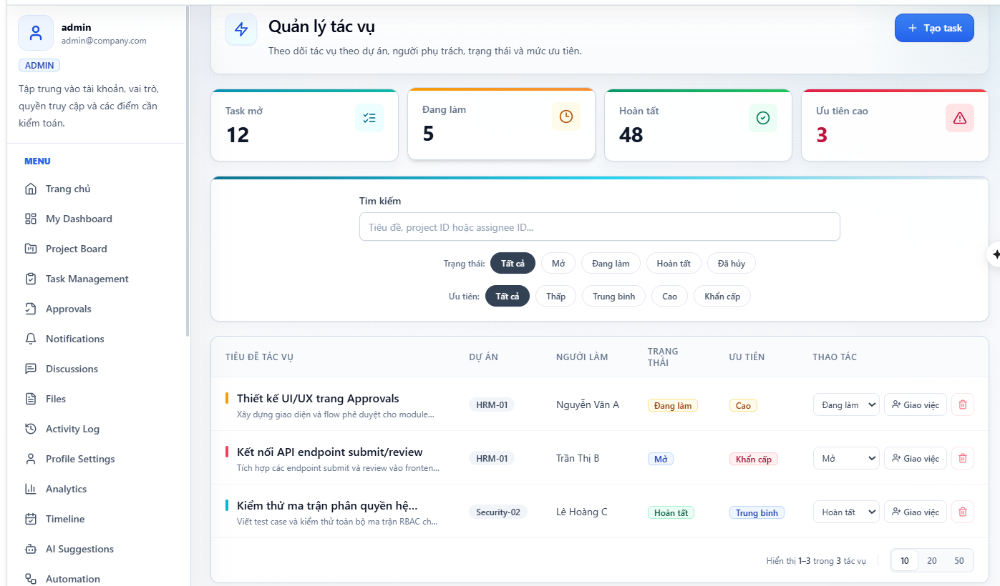 admin
admin@company.com
ADMIN
Tập trung vào tài khoản, vai trò,
quyền truy cập và các điểm cần
kiểm toán.
MENU
Trang chủ
My Dashboard
Project Board
Task Management
Approvals
Notifications
Discussions
Files
Activity Log
Profile Settings
Analytics
Timeline
AI Suggestions
Automation
Quản lý tác vụ
Theo dõi tác vụ theo dự án, người phụ trách, trạng thái và mức ưu tiên.
Tạo task
Task mở
12
Đang làm
5
Hoàn tất
48
Ưu tiên cao
3
Tìm kiếm
Tiêu đề, project ID hoặc assignee ID...
Trạng thái: Tất cả Mở Đang làm Hoàn tất Đã hủy
Ưu tiên: Tất cả Thấp Trung bình Cao Khẩn cấp
TIÊU ĐỀ TÁC VỤ DỰ ÁN NGƯỜI LÀM TRẠNG THÁI ƯU TIÊN THAO TÁC
Thiết kế UI/UX trang Approvals
Xây dựng giao diện và flow phê duyệt cho module...
HRM-01 Nguyễn Văn A Đang làm Cao Đang làm Giao việc
Kết nối API endpoint submit/review
Tích hợp các endpoint submit và review vào fronten...
HRM-01 Trần Thị B Mở Khẩn cấp Mở Giao việc
Kiểm thử ma trận phân quyền hệ...
Viết test case và kiểm thử toàn bộ ma trận RBAC ch...
Security-02 Lê Hoàng C Hoàn tất Trung bình Hoàn tất Giao việc
Hiển thị 1–3 trong 3 tác vụ 10 20 50